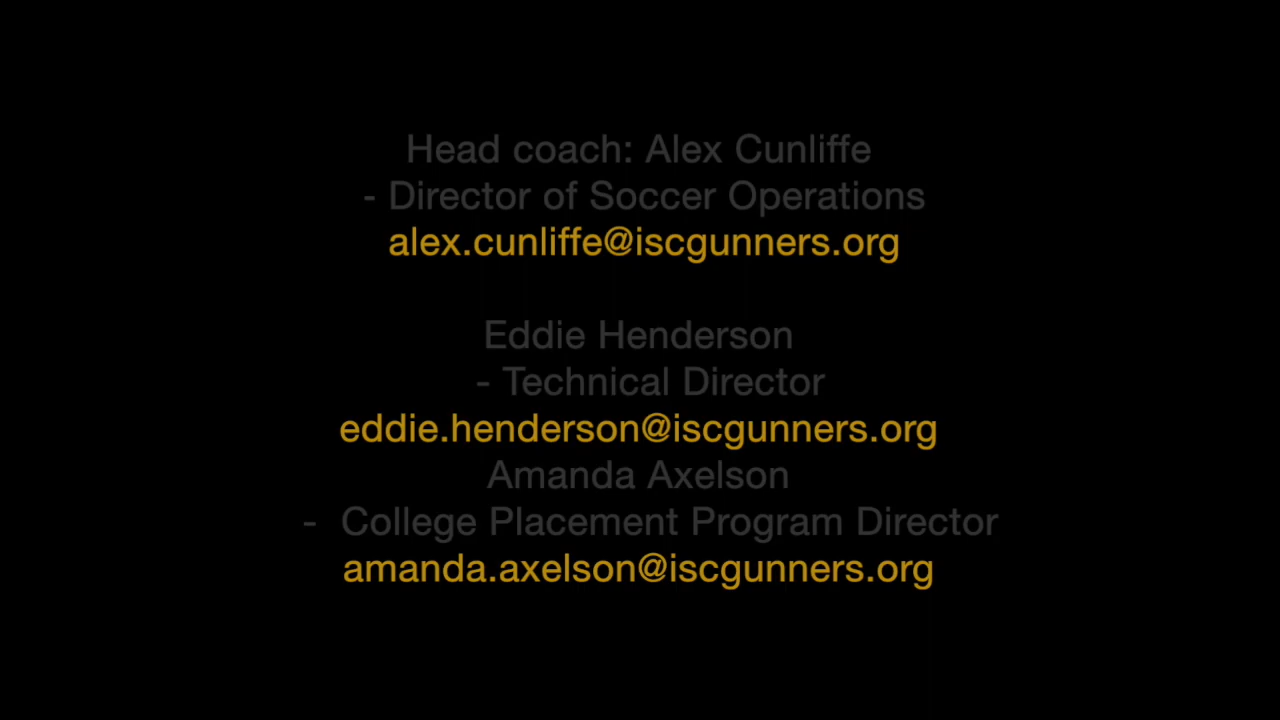 Head coach: Alex Cunliffe
- Director of Soccer Operations
alex.cunliffe@iscgunners.org
Eddie Henderson
- Technical Director
eddie.henderson@iscgunners.org
Amanda Axelson
- College Placement Program Director
amanda.axelson@iscgunners.org